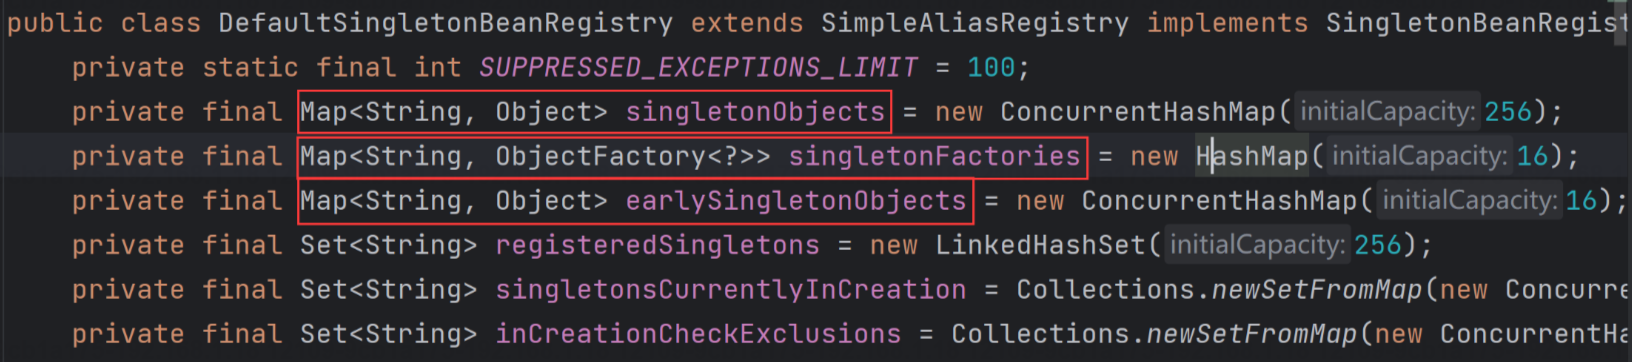 public class DefaultSingletonBeanRegistry extends SimpleAliasRegistry implements SingletonBeanRegist
private static final int SUPPRESSED_EXCEPTIONS_LIMIT = 100;
private final Map<String, Object> singletonObjects = new ConcurrentHashMap( initialCapacity: 256);
private final Map<String, ObjectFactory<?>> singletonFactories = new HashMap( initialCapacity: 16);
private final Map<String, Object> earlySingletonObjects = new ConcurrentHashMap( initialCapacity: 16);
private final Set<String> registeredSingletons = new LinkedHashSet( initialCapacity: 256);
private final Set<String> singletonsCurrentlyInCreation = Collections.newSetFromMap(new Concurre
private final Set<String> inCreationCheckExclusions = Collections.newSetFromMap(new ConcurrentHa